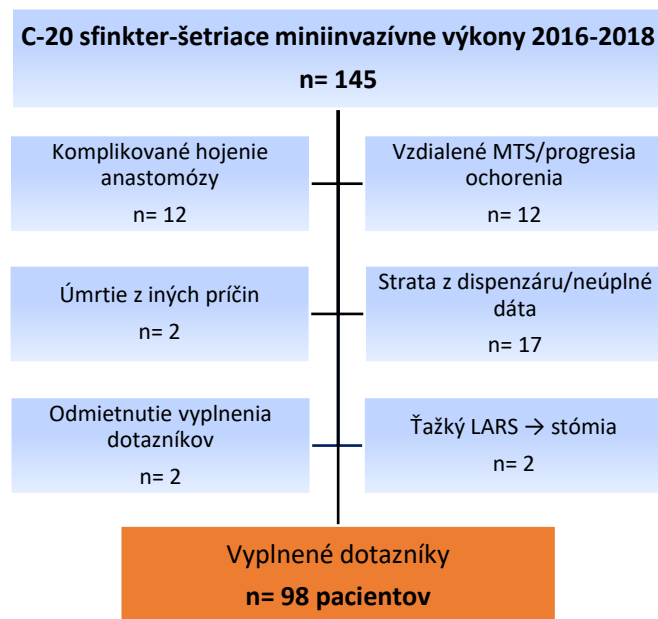 C-20 sfinkter-šetriace miniinvazívne výkony 2016-2018
n= 145
Komplikované hojenie
anastomózy
n= 12
Vzdialené MTS/progresia
ochorenia
n= 12
Úmrtie z iných príčin
n= 2
Strata z dispenzáru/neúplné
dáta
n= 17
Odmietnutie vyplnenia
dotazníkov
n= 2
Ťažký LARS → stómia
n= 2
Vyplnené dotazníky
n= 98 pacientov